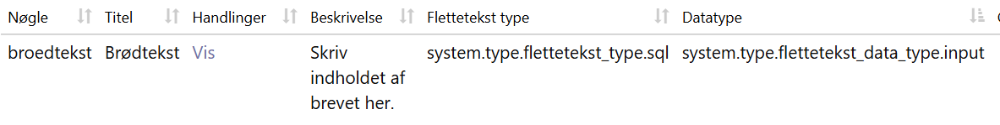 Nøgle Titel Handlinger Beskrivelse Flettetekst type Datatype
broedtekst Brødtekst Vis Skriv system.type.flettetekst_type.sql system.type.flettetekst_data_type.input
indholdet af
brevet her.